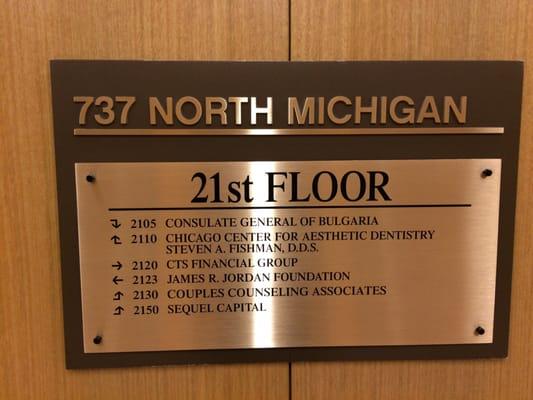 737 NORTH MICHIGAN
21st FLOOR
2105 CONSULATE GENERAL OF BULGARIA
2110 CHICAGO CENTER FOR AESTHETIC DENTISTRY
STEVEN A. FISHMAN, D.D.S.
2120 CTS FINANCIAL GROUP
2123 JAMES R. JORDAN FOUNDATION
2130 COUPLES COUNSELING ASSOCIATES
2150 SEQUEL CAPITAL